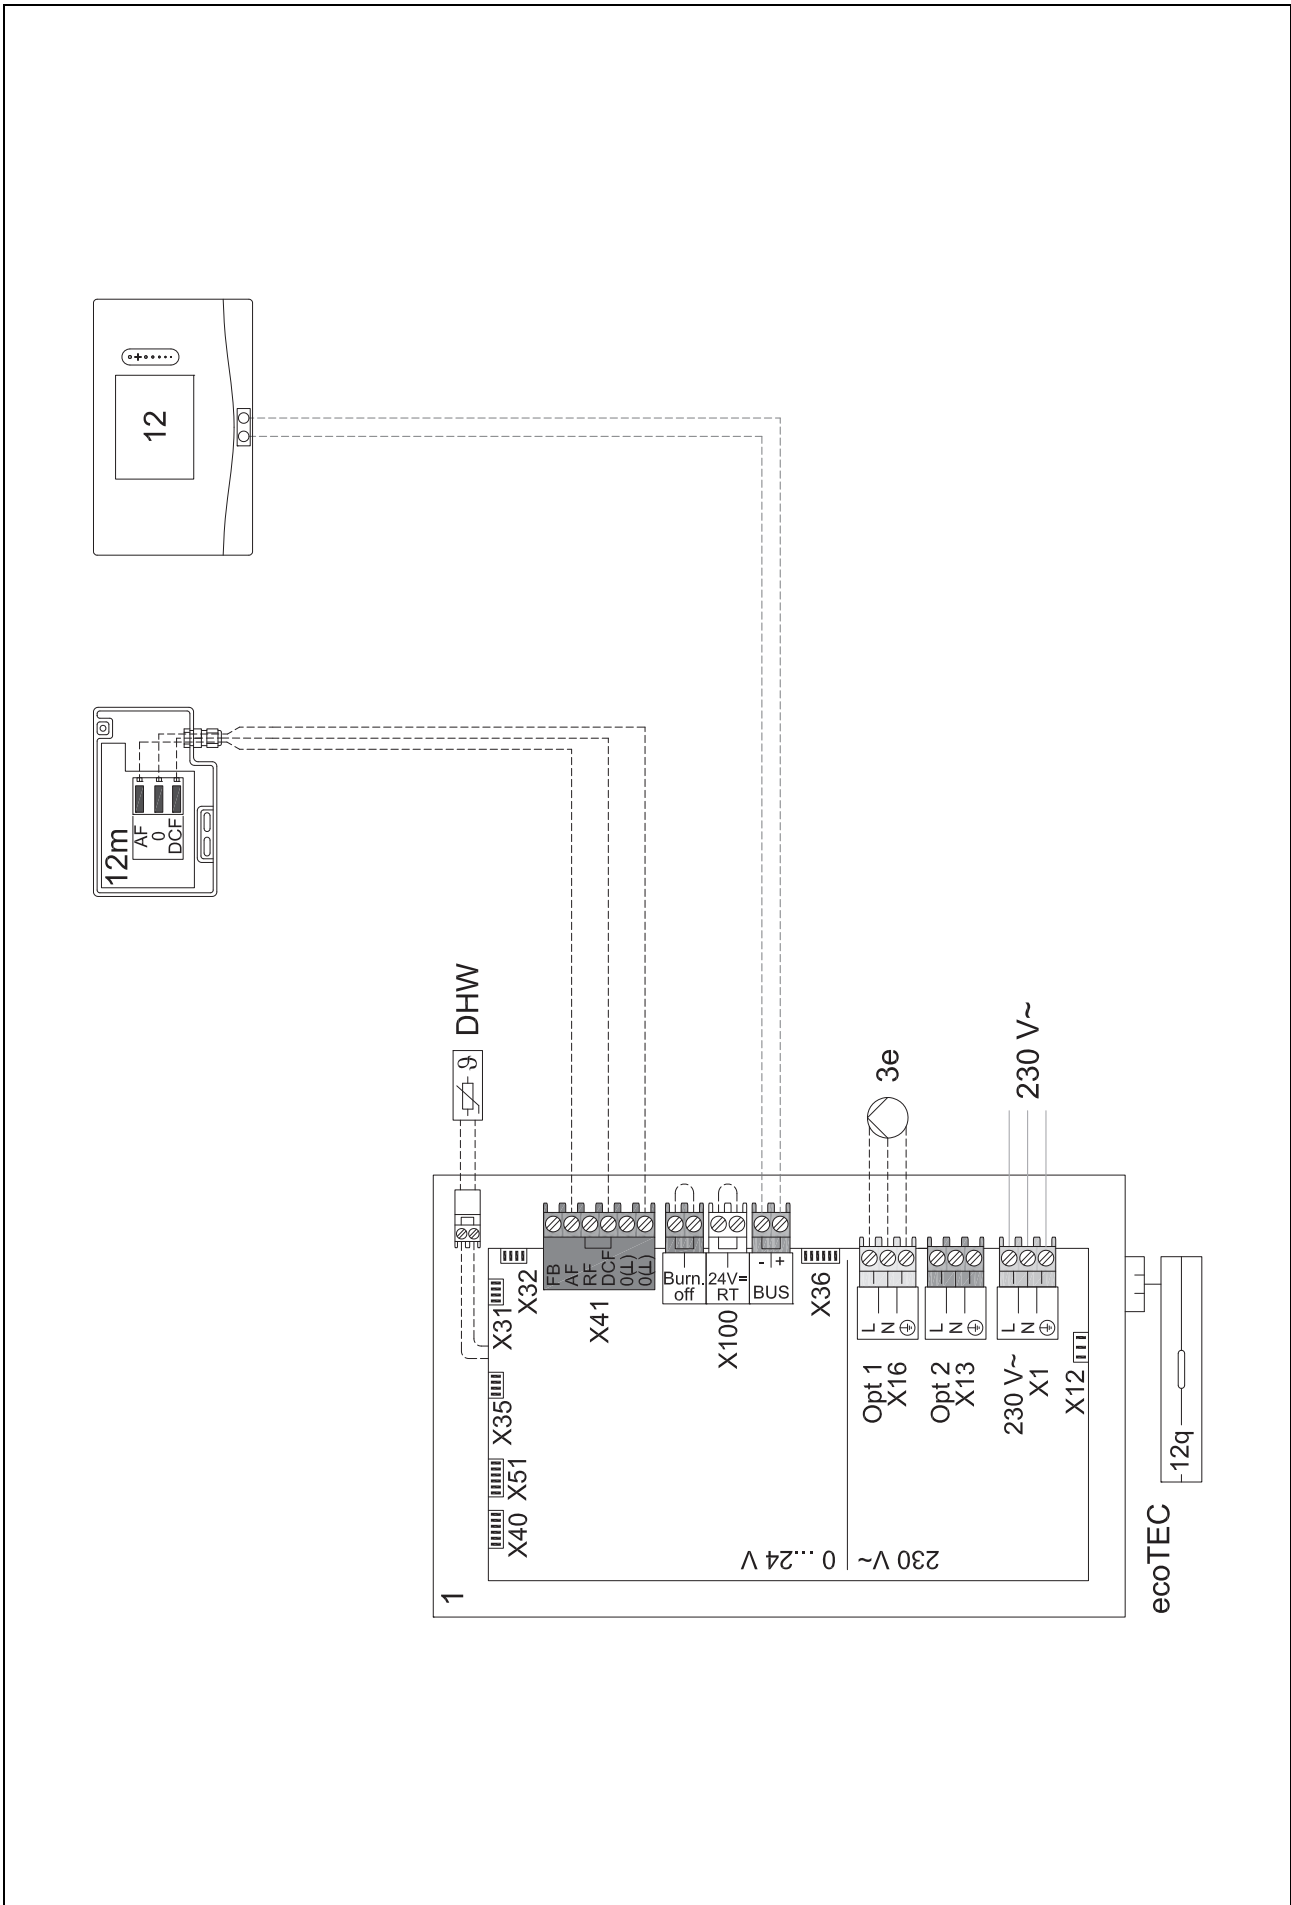 12
12m
AF
0
DCF
DHW
1
X40
X51
X35
X31
X32
FB
AF
RF
DCF
0(⊥)
0(⊥)
X41
Burn.
off
24V=
RT
X100
- +
BUS
X36
0 ...24 V
230 V~
L
N
Opt 1
X16
3e
L
N
Opt 2
X13
L
N
230 V~
X1
230 V~
X12
12q
ecoTEC